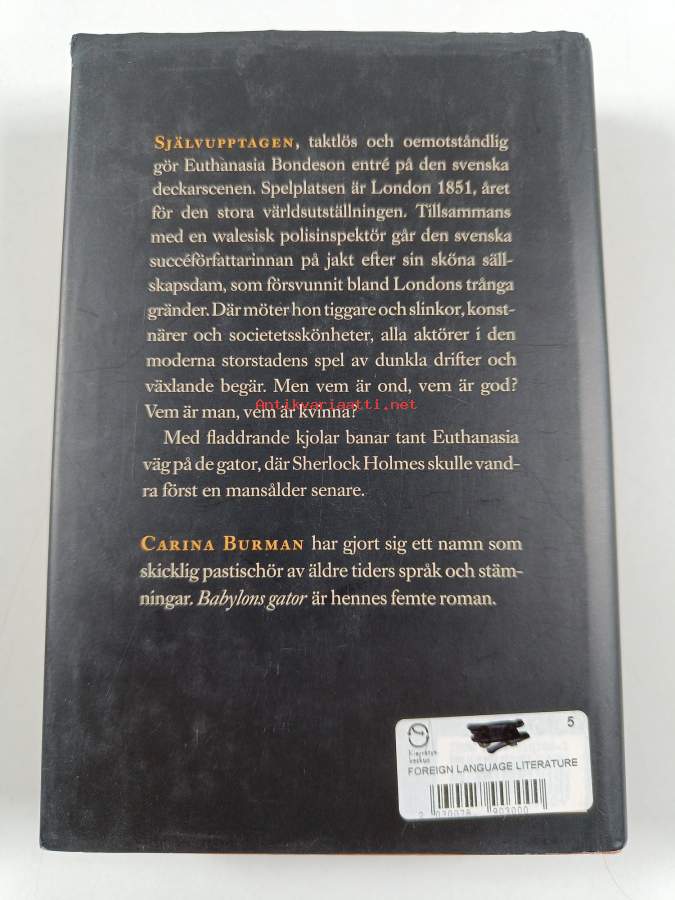 SJÄLVUPPTAGEN, taktlös och oemotståndlig
gör Euthanasia Bondeson entré på den svenska
deckarscenen. Spelplatsen är London 1851, året
för den stora världsutställningen. Tillsammans
med en walesisk polisinspektör går den svenska
succéförfattarinnan på jakt efter sin sköna säll-
skapsdam, som försvunnit bland Londons trånga
gränder. Där möter hon tiggare och slinkor, konst-
närer och societetsskönheter, alla aktörer i den
moderna storstadens spel av dunkla drifter och
växlande begär. Men vem är ond, vem är god?
Antikvariaatti.net
Vem är man, vem är kvinna?
Med fladdrande kjolar banar tant Euthanasia
väg på de gator, där Sherlock Holmes skulle vand-
ra först en mansålder senare.
CARINA BURMAN har gjort sig ett namn som
skicklig pastischör av äldre tiders språk och stäm-
ningar. Babylons gator är hennes femte roman.
5
Kierrätys
keskus
FOREIGN LANGUAGE LITERATURE
2 070078 903000